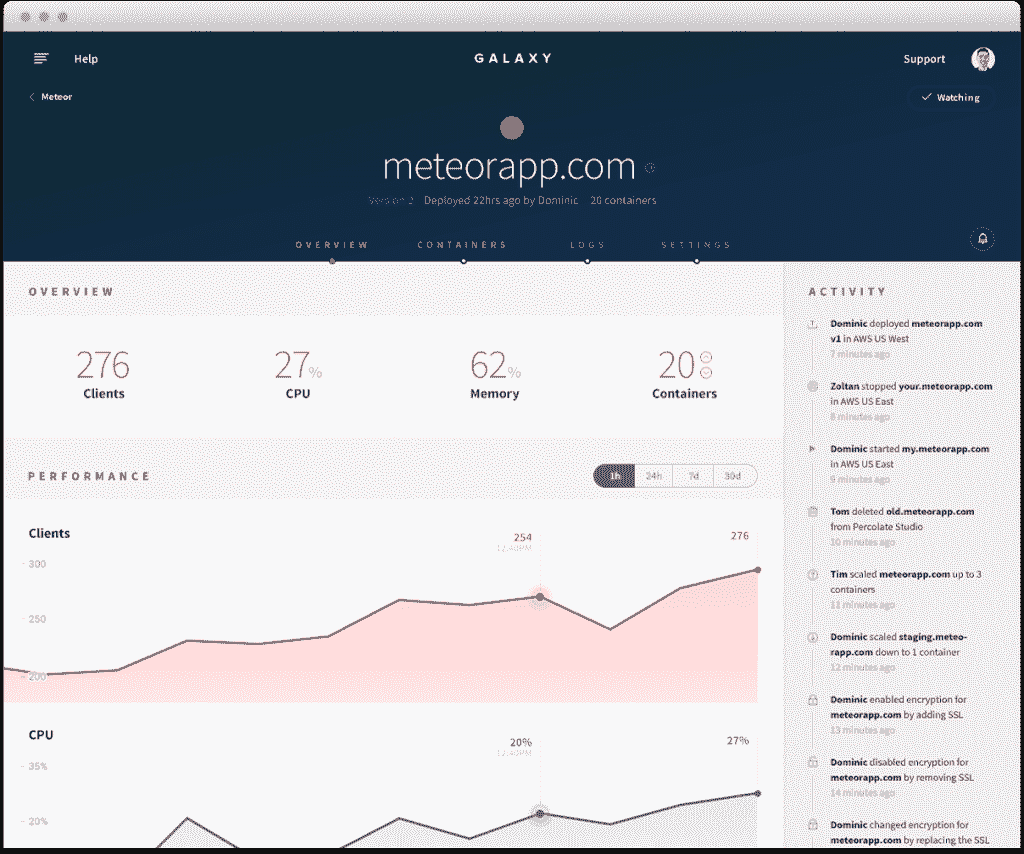 Help
GALAXY
Support
Meteor
Watching
meteorapp.com
Version 2 Deployed 22hrs ago by Dominic 20 containers
OVERVIEW CONTAINERS LOGS SETTINGS
OVERVIEW
276
Clients
27%
CPU
62%
Memory
20
Containers
PERFORMANCE
1h 24h 7d 30d
Clients
254
12:40PM
276
- 300
- 250
- 200
CPU
20%
12:40PM
27%
- 35%
- 20%
ACTIVITY
Dominic deployed meteorapp.com
v1 in AWS US West
7 minutes ago
Zoltan stopped your.meteorapp.com
in AWS US East
8 minutes ago
Dominic started my.meteorapp.com
in AWS US East
9 minutes ago
Tom deleted old.meteorapp.com
from Percolate Studio
10 minutes ago
Tim scaled meteorapp.com up to 3
containers
11 minutes ago
Dominic scaled staging.meteo-
rapp.com down to 1 container
12 minutes ago
Dominic enabled encryption for
meteorapp.com by adding SSL
13 minutes ago
Dominic disabled encryption for
meteorapp.com by removing SSL
14 minutes ago
Dominic changed encryption for
meteorapp.com by replacing the SSL